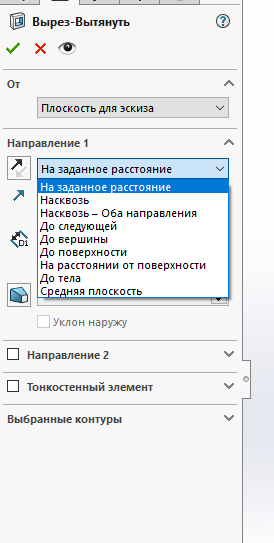 Вырез-Вытянуть
От
Плоскость для эскиза
Направление 1
На заданное расстояние
На заданное расстояние
Насквозь
Насквозь – Оба направления
До следующей
До вершины
До поверхности
На расстоянии от поверхности
До тела
Средняя плоскость
D1
Уклон наружу
Направление 2
Тонкостенный элемент
Выбранные контуры